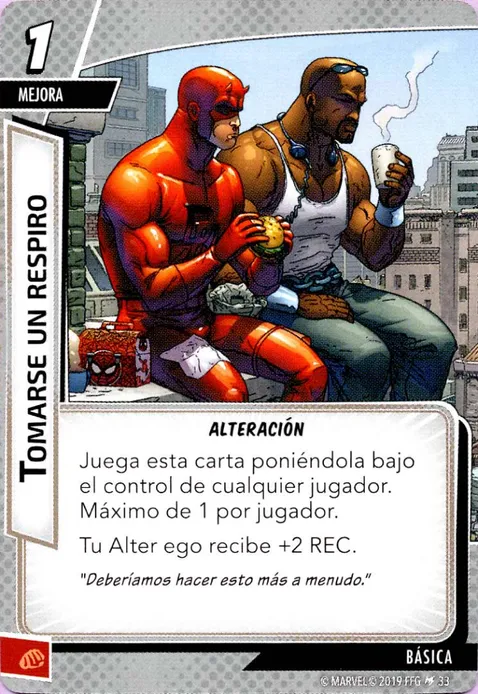 1
MEJORA
TOMARSE UN RESPIRO
ALTERACIÓN
Juega esta carta poniéndola bajo
el control de cualquier jugador.
Máximo de 1 por jugador.
Tu Alter ego recibe +2 REC.
"Deberíamos hacer esto más a menudo."
BÁSICA
© MARVEL © 2019 FFG 33